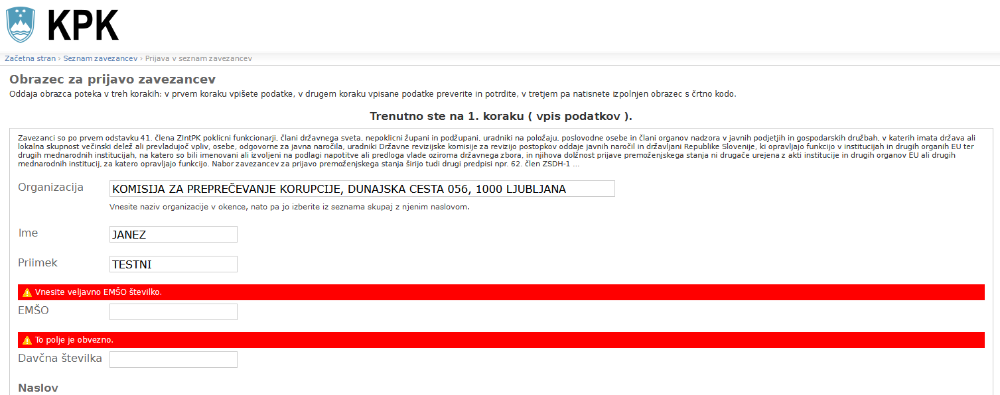 KPK
Začetna stran › Seznam zavezancev › Prijava v seznam zavezancev
Obrazec za prijavo zavezancev
Oddaja obrazca poteka v treh korakih: v prvem koraku vpišete podatke, v drugem koraku vpisane podatke preverite in potrdite, v tretjem pa natisnete izpolnjen obrazec s črtno kodo.
Trenutno ste na 1. koraku ( vpis podatkov ).
Zavezanci so po prvem odstavku 41. člena ZIntPK poklicni funkcionarji, člani državnega sveta, nepoklicni župani in podžupani, uradniki na položaju, poslovodne osebe in člani organov nadzora v javnih podjetjih in gospodarskih družbah, v katerih imata država ali
lokalna skupnost večinski delež ali prevladujoč vpliv, osebe, odgovorne za javna naročila, uradniki Državne revizijske komisije za revizijo postopkov oddaje javnih naročil in državljani Republike Slovenije, ki opravljajo funkcijo v institucijah in drugih organih EU ter
drugih mednarodnih institucijah, na katero so bili imenovani ali izvoljeni na podlagi napotitve ali predloga vlade oziroma državnega zbora, in njihova dolžnost prijave premoženjskega stanja ni drugače urejena z akti institucije in drugih organov EU ali drugih
mednarodnih institucij, za katero opravljajo funkcijo. Nabor zavezancev za prijavo premoženjskega stanja širijo tudi drugi predpisi npr. 62. člen ZSDH-1 ...
Organizacija
KOMISIJA ZA PREPREČEVANJE KORUPCIJE, DUNAJSKA CESTA 056, 1000 LJUBLJANA
Vnesite naziv organizacije v okence, nato pa jo izberite iz seznama skupaj z njenim naslovom.
Ime
JANEZ
Priimek
TESTNI
Vnesite veljavno EMŠO številko.
EMŠO
To polje je obvezno.
Davčna številka
Naslov